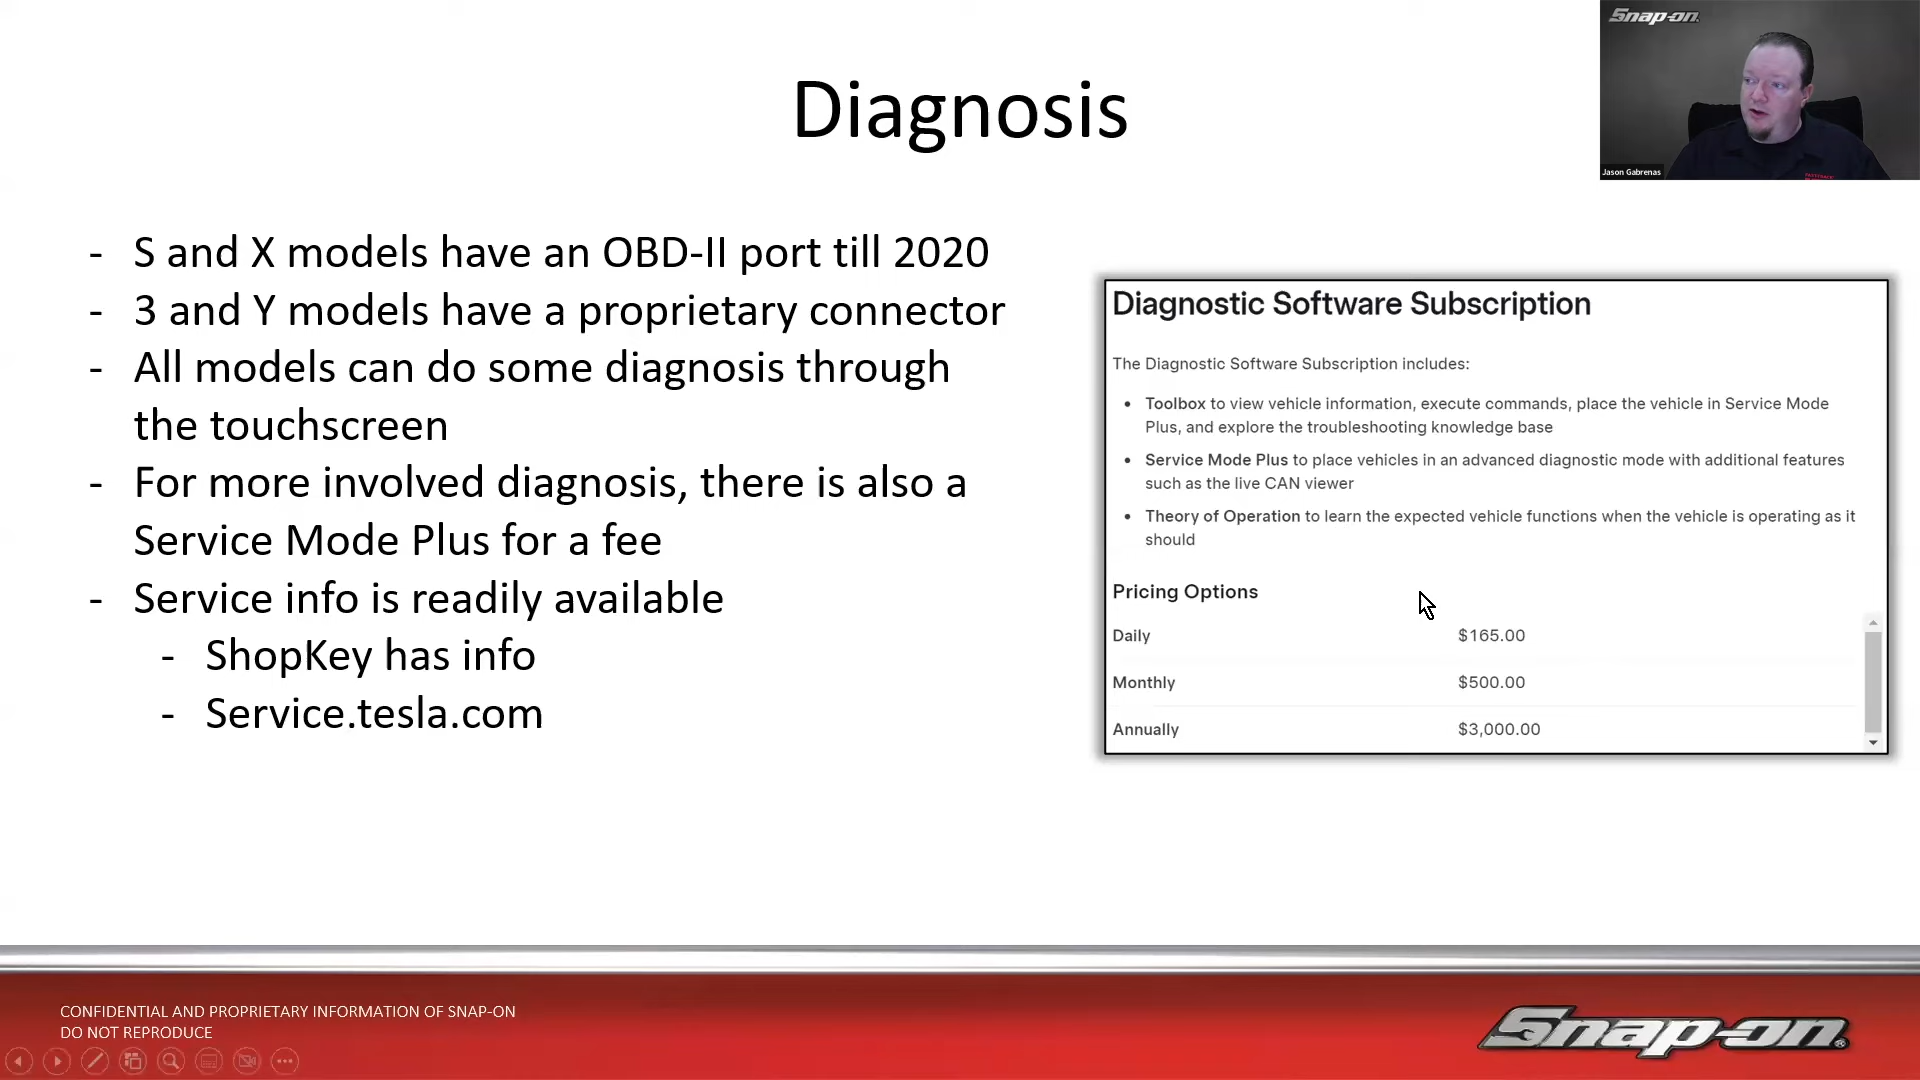 Diagnosis
Snap-on
Jason Gabrenas
- S and X models have an OBD-II port till 2020
- 3 and Y models have a proprietary connector
- All models can do some diagnosis through
the touchscreen
- For more involved diagnosis, there is also a
Service Mode Plus for a fee
- Service info is readily available
- ShopKey has info
- Service.tesla.com
Diagnostic Software Subscription
The Diagnostic Software Subscription includes:
• Toolbox to view vehicle information, execute commands, place the vehicle in Service Mode
Plus, and explore the troubleshooting knowledge base
• Service Mode Plus to place vehicles in an advanced diagnostic mode with additional features
such as the live CAN viewer
• Theory of Operation to learn the expected vehicle functions when the vehicle is operating as it
should
Pricing Options
Daily $165.00
Monthly $500.00
Annually $3,000.00
CONFIDENTIAL AND PROPRIETARY INFORMATION OF SNAP-ON
DO NOT REPRODUCE
Snap-on®